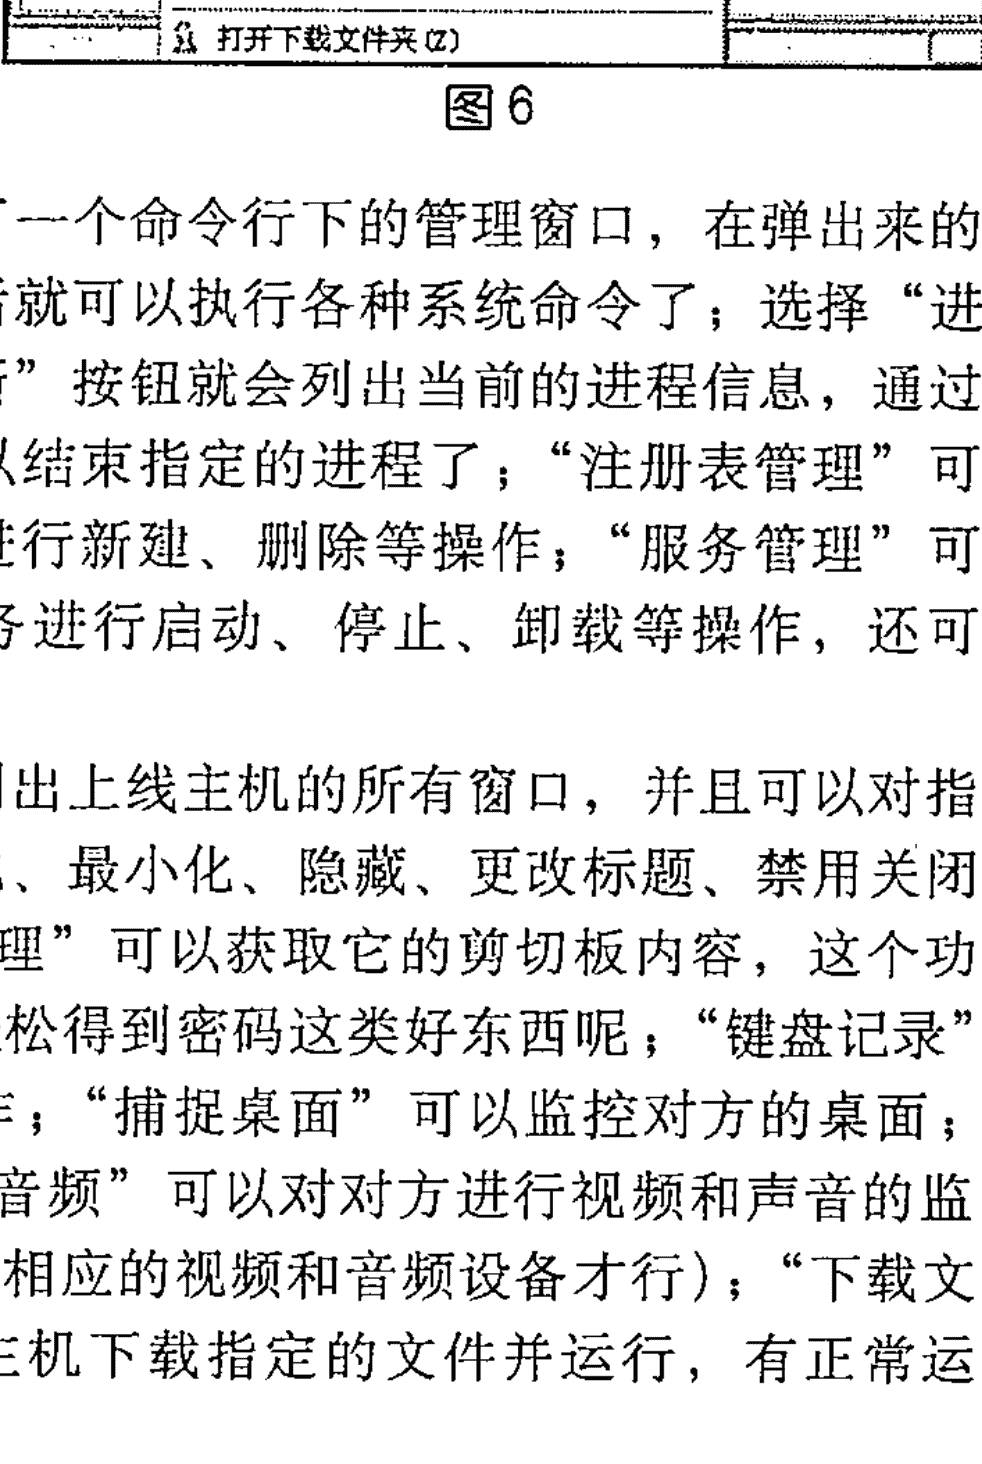 打开下载文件夹(Z)
图6
一个命令行下的管理窗口，在弹出来的
就可以执行各种系统命令了；选择“进
”按钮就会列出当前的进程信息，通过
结束指定的进程了；“注册表管理”可
进行新建、删除等操作；“服务管理”可
务进行启动、停止、卸载等操作，还可
出上线主机的所有窗口，并且可以对指
、最小化、隐藏、更改标题、禁用关闭
理”可以获取它的剪切板内容，这个功
松得到密码这类好东西呢；“键盘记录”
；“捕捉桌面”可以监控对方的桌面；
音频”可以对对方进行视频和声音的监
相应的视频和音频设备才行）；“下载文
主机下载指定的文件并运行，有正常运